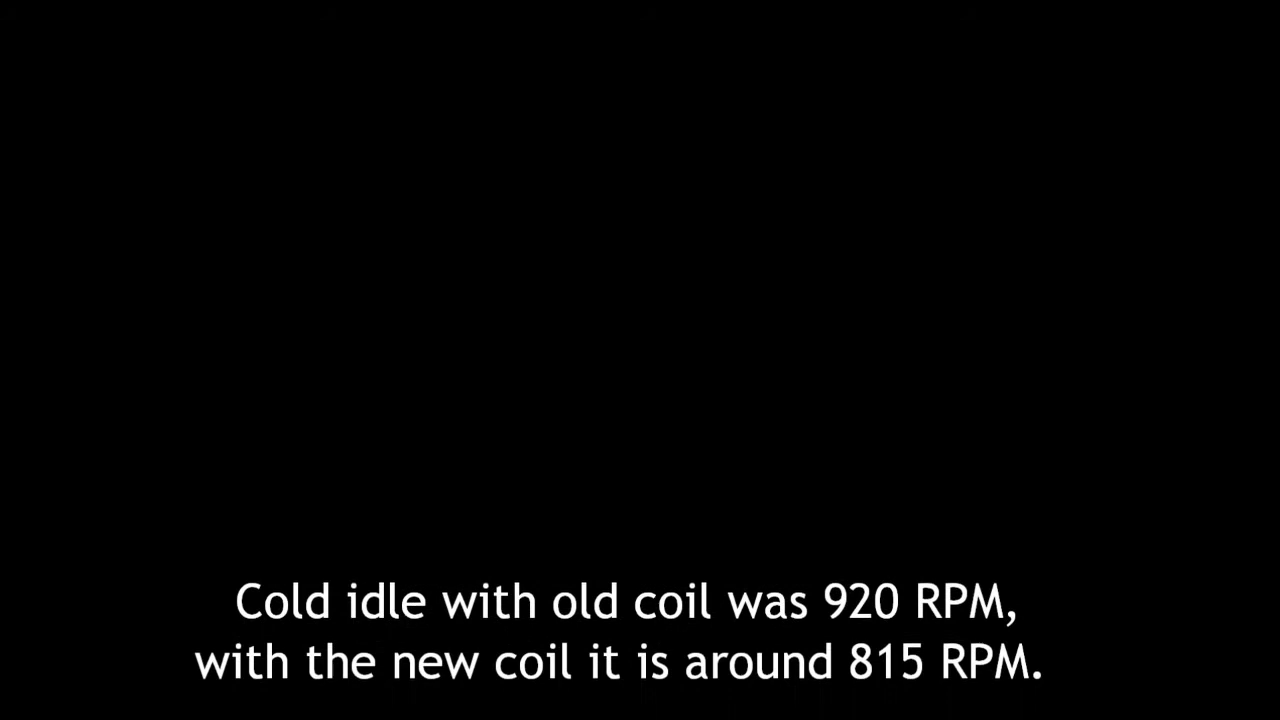 Cold idle with old coil was 920 RPM,
with the new coil it is around 815 RPM.